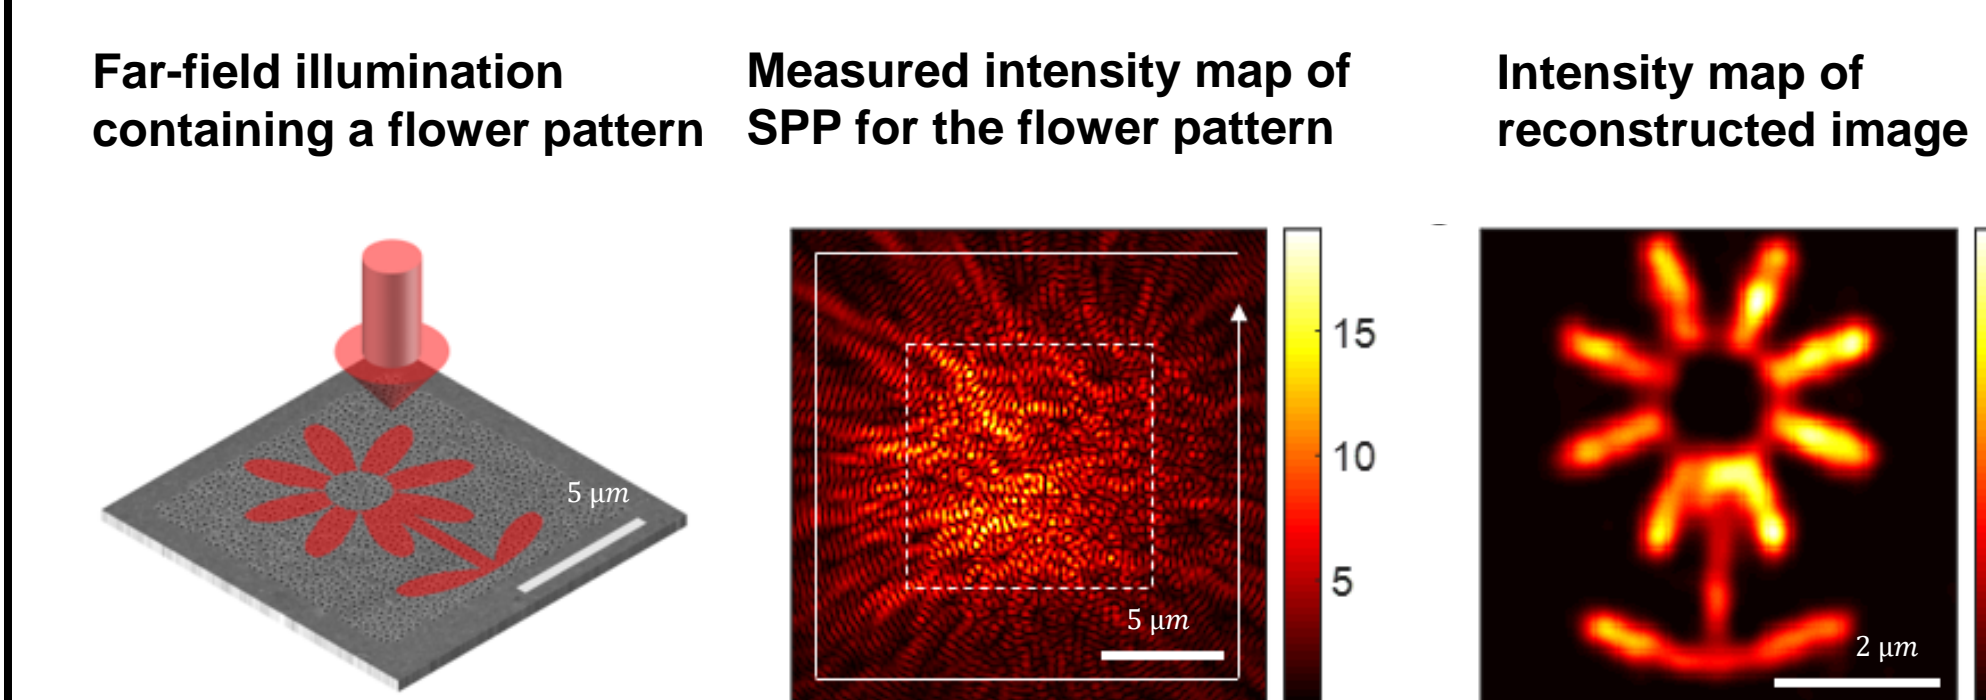 Far-field illumination
containing a flower pattern
Measured intensity map of
SPP for the flower pattern
Intensity map of
reconstructed image
5 μm
15
10
5
5 μm
2 μm